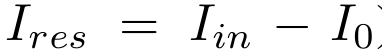 I_{res} = I_{in} - I_0)